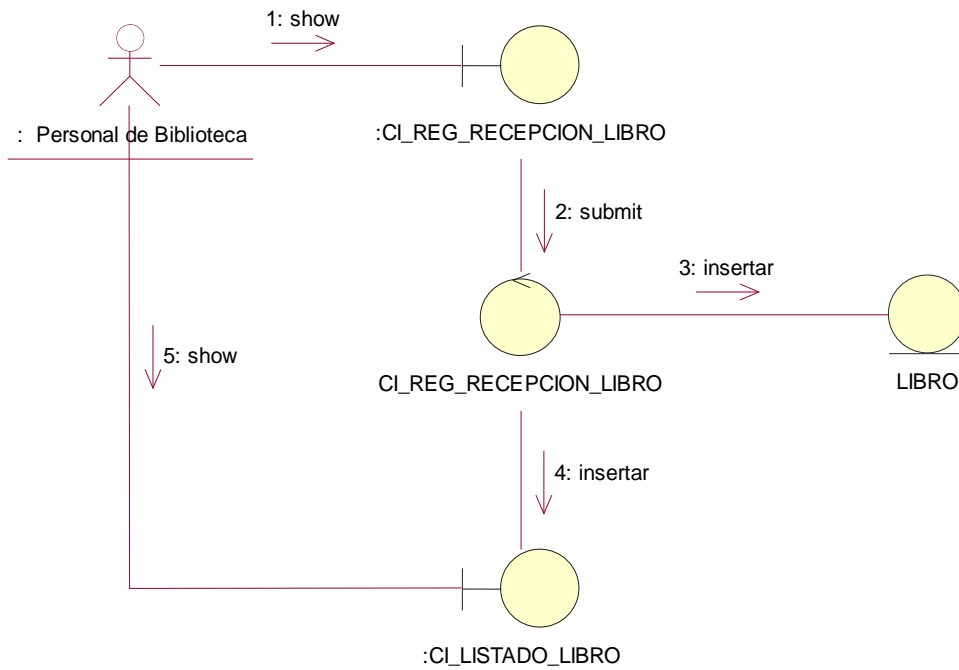 1: show
: Personal de Biblioteca
:CI_REG_RECEPCION_LIBRO
2: submit
3: insertar
5: show
CI_REG_RECEPCION_LIBRO
LIBRO
4: insertar
:CI_LISTADO_LIBRO